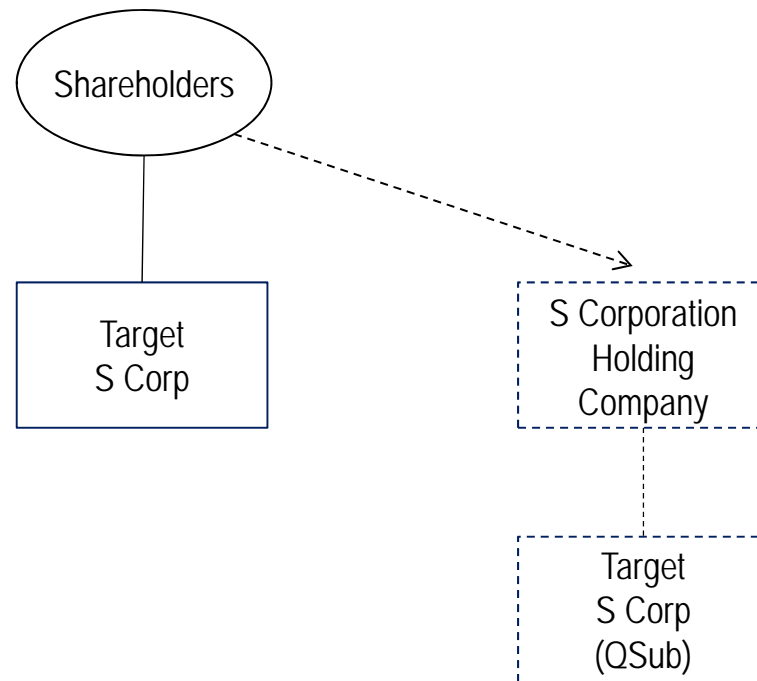 Shareholders
Target
S Corp
S Corporation
Holding
Company
Target
S Corp
(QSub)